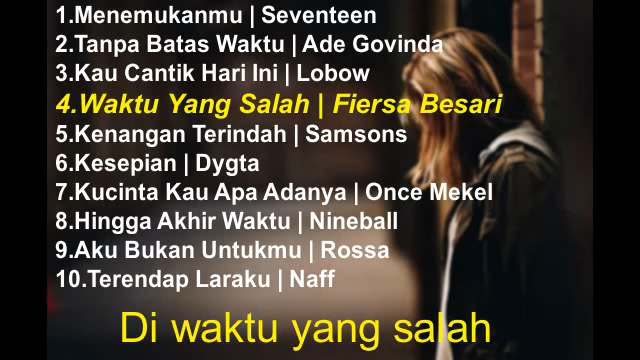 1.Menemukanmu | Seventeen
2.Tanpa Batas Waktu | Ade Govinda
3.Kau Cantik Hari Ini | Lobow
4.Waktu Yang Salah | Fiersa Besari
5.Kenangan Terindah | Samsons
6.Kesepian | Dygta
7.Kucinta Kau Apa Adanya | Once Mekel
8.Hingga Akhir Waktu | Nineball
9.Aku Bukan Untukmu | Rossa
10.Terendap Laraku | Naff
Di waktu yang salah